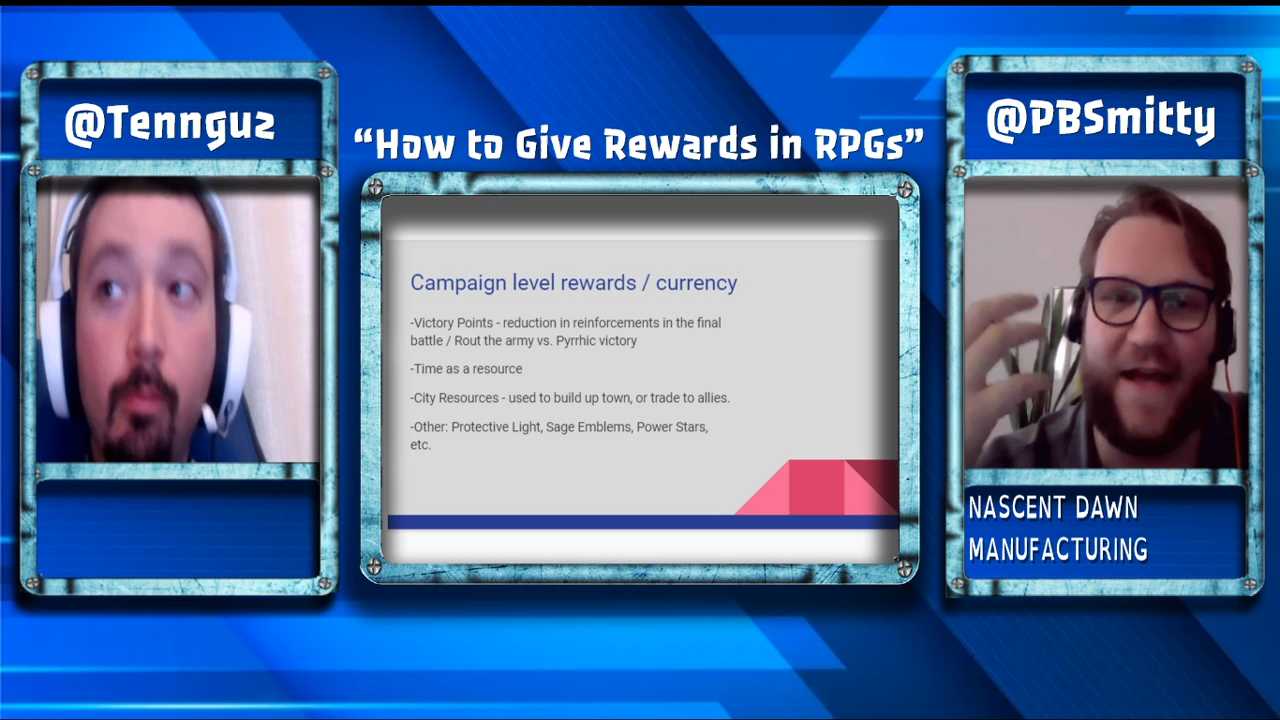 @Tennguz
"How to Give Rewards in RPGs"
@PBSmitty
Campaign level rewards / currency
-Victory Points - reduction in reinforcements in the final
battle / Rout the army vs. Pyrrhic victory
-Time as a resource
-City Resources - used to build up town, or trade to allies.
-Other: Protective Light, Sage Emblems, Power Stars,
etc.
NASCENT DAWN
MANUFACTURING